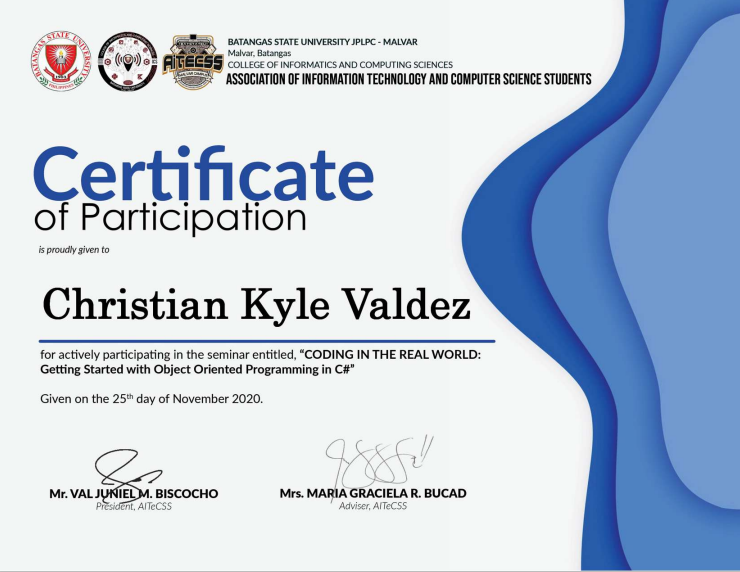 BATANGAS STATE UNIVERSITY
1903
PHILIPPINES
AITECSS
BATANGAS STATE UNIVERSITY JPLPC - MALVAR
Malvar, Batangas
COLLEGE OF INFORMATICS AND COMPUTING SCIENCES
ASSOCIATION OF INFORMATION TECHNOLOGY AND COMPUTER SCIENCE STUDENTS
Certificate
of Participation
is proudly given to
Christian Kyle Valdez
for actively participating in the seminar entitled, “CODING IN THE REAL WORLD:
Getting Started with Object Oriented Programming in C#”
Given on the 25th day of November 2020.
Mr. VAL JUNIEL M. BISCOCHO
President, AITeCSS
Mrs. MARIA GRACIELA R. BUCAD
Adviser, AITeCSS